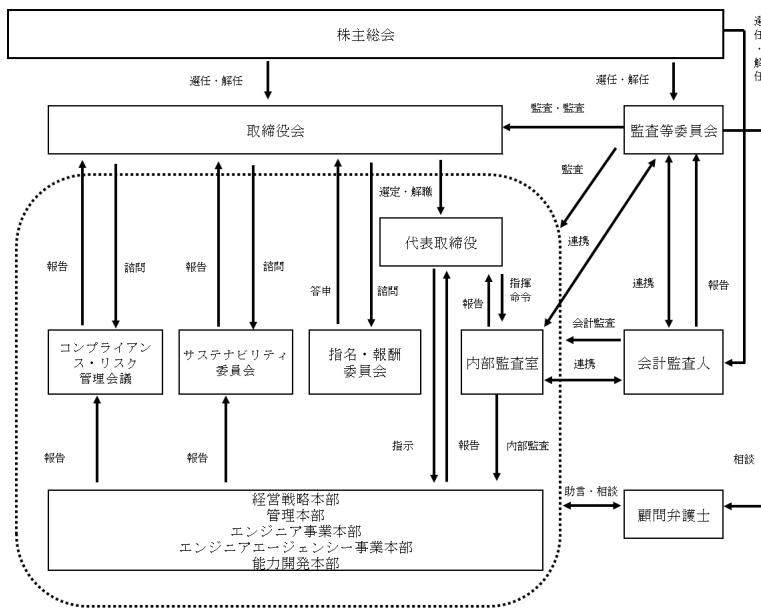 株主総会
選任・解任
選任・解任
選任・解任
取締役会
監査・監査
監査等委員会
監査
選定・解職
代表取締役
報告
諮問
報告
諮問
答申
諮問
報告
指揮
命令
連携
連携
報告
会計監査
コンプライアン
ス・リスク
管理会議
サステナビリティ
委員会
指名・報酬
委員会
内部監査室
連携
会計監査人
報告
報告
指示
報告
内部監査
相談
助言・相談
顧問弁護士
経営戦略本部
管理本部
エンジニア事業本部
エンジニアエージェンシー事業本部
能力開発本部